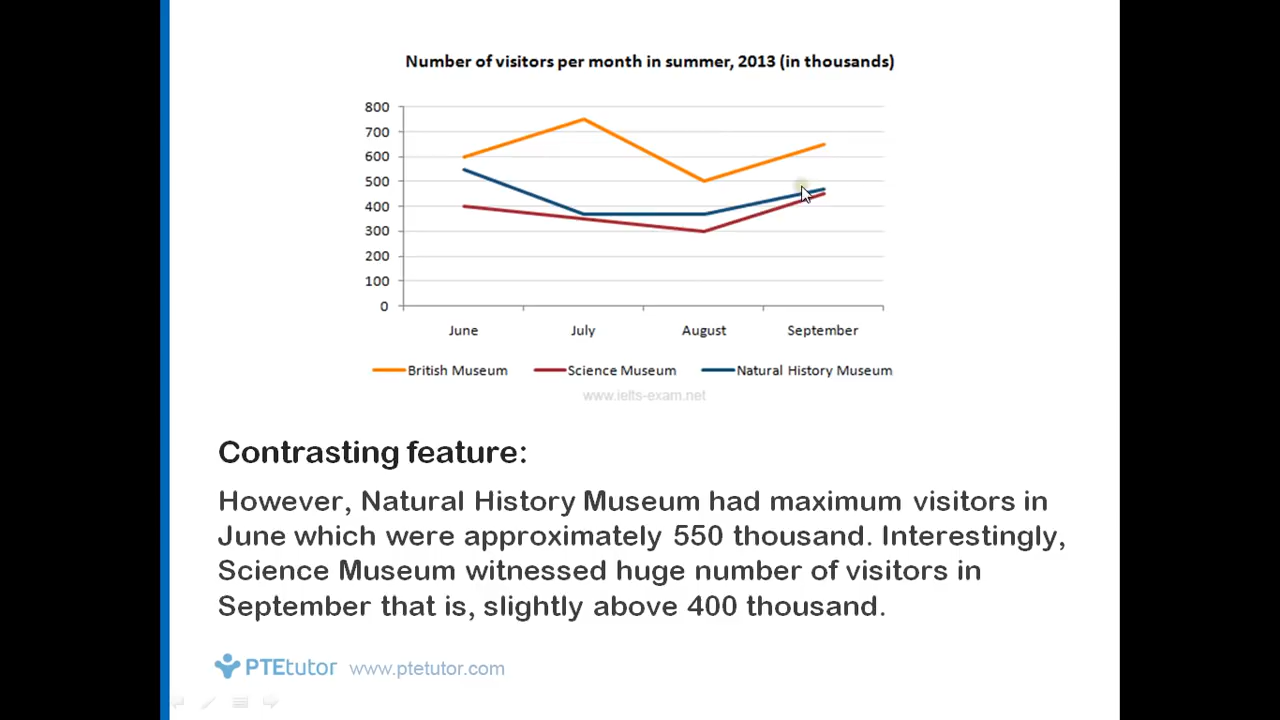 Number of visitors per month in summer, 2013 (in thousands)
800
700
600
500
400
300
200
100
0
June July August September
British Museum Science Museum Natural History Museum
www.ielts-exam.net
Contrasting feature:
However, Natural History Museum had maximum visitors in
June which were approximately 550 thousand. Interestingly,
Science Museum witnessed huge number of visitors in
September that is, slightly above 400 thousand.
PTEtutor www.ptetutor.com